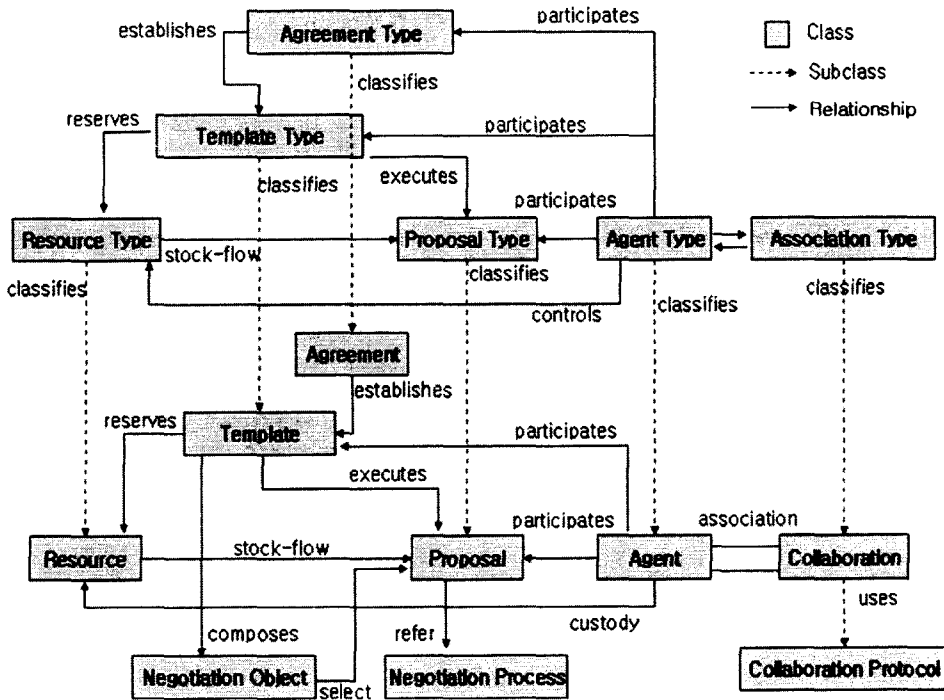 participates
establishes
Agreement Type
Class
classifies
Subclass
reserves
Template Type
participates
Relationship
classifies
executes
participates
Resource Type
stock-flow
Proposal Type
Agent Type
Association Type
classifies
classifies
classifies
classifies
controls
Agreement
establishes
reserves
Template
participates
executes
participates
association
Resource
stock-flow
Proposal
Agent
Collaboration
custody
uses
composes
refer
Negotiation Object
select
Negotiation Process
Collaboration Protocol